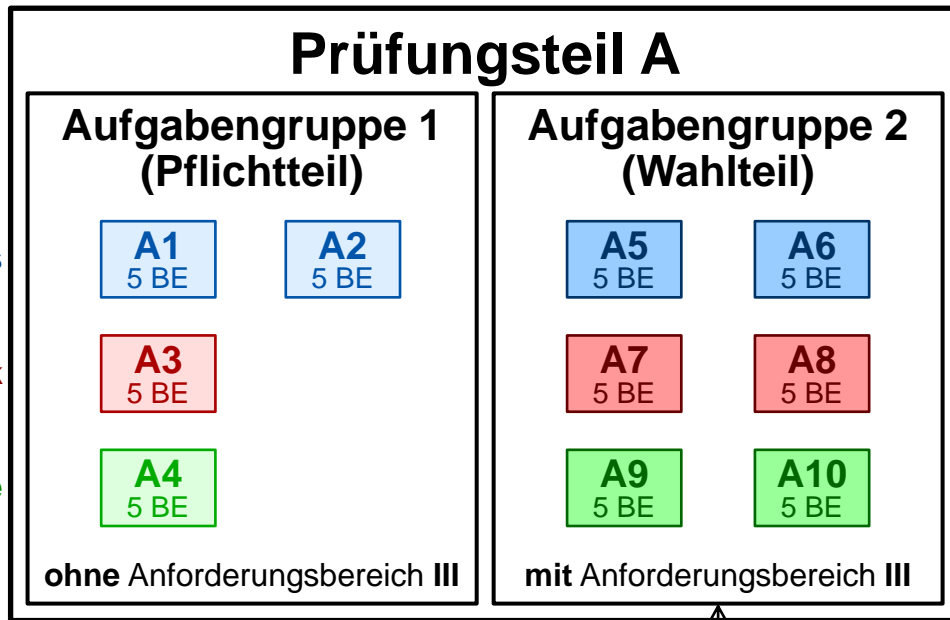 Prüfungsteil A
Aufgabengruppe 1
(Pflichtteil)
A1
5 BE
A2
5 BE
A3
5 BE
A4
5 BE
ohne Anforderungsbereich III
Aufgabengruppe 2
(Wahlteil)
A5
5 BE
A6
5 BE
A7
5 BE
A8
5 BE
A9
5 BE
A10
5 BE
mit Anforderungsbereich III